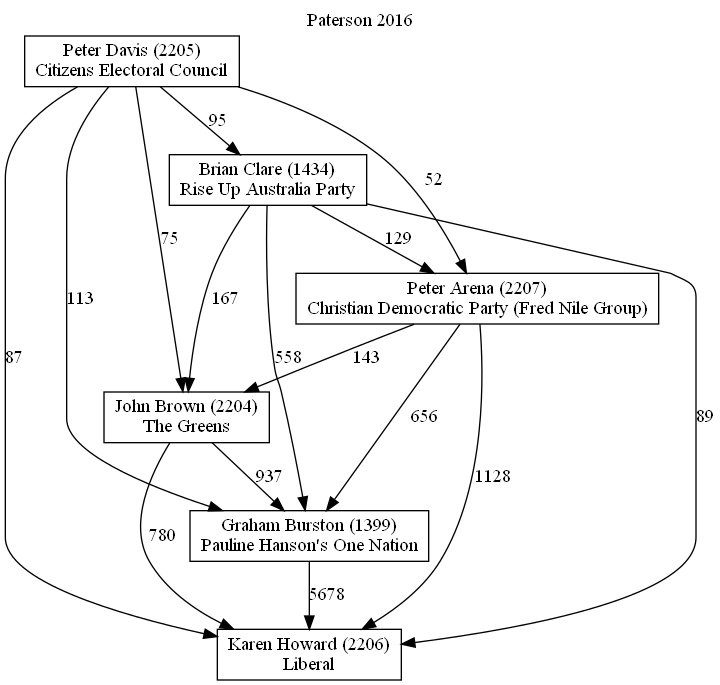 Paterson 2016
Peter Davis (2205)
Citizens Electoral Council
95
Brian Clare (1434)
Rise Up Australia Party
52
75
167
129
113
558
Peter Arena (2207)
Christian Democratic Party (Fred Nile Group)
87
143
John Brown (2204)
The Greens
656
89
937
1128
780
Graham Burston (1399)
Pauline Hanson's One Nation
5678
Karen Howard (2206)
Liberal